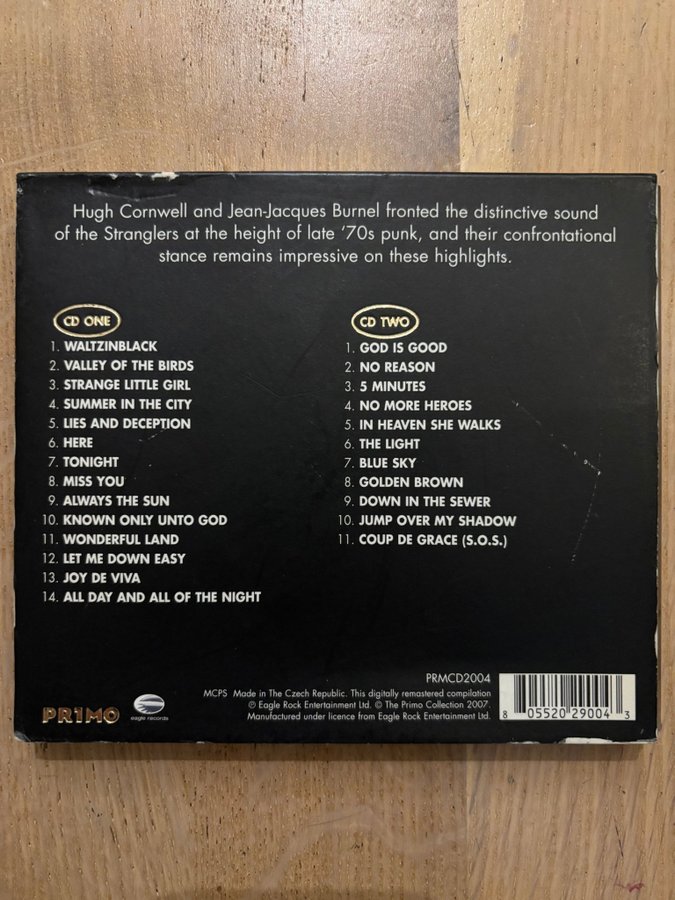 Hugh Cornwell and Jean-Jacques Burnel fronted the distinctive sound
of the Stranglers at the height of late '70s punk, and their confrontational
stance remains impressive on these highlights.
CD ONE
1. WALTZINBLACK
2. VALLEY OF THE BIRDS
3. STRANGE LITTLE GIRL
4. SUMMER IN THE CITY
5. LIES AND DECEPTION
6. HERE
7. TONIGHT
8. MISS YOU
9. ALWAYS THE SUN
10. KNOWN ONLY UNTO GOD
11. WONDERFUL LAND
12. LET ME DOWN EASY
13. JOY DE VIVA
14. ALL DAY AND ALL OF THE NIGHT
CD TWO
1. GOD IS GOOD
2. NO REASON
3. 5 MINUTES
4. NO MORE HEROES
5. IN HEAVEN SHE WALKS
6. THE LIGHT
7. BLUE SKY
8. GOLDEN BROWN
9. DOWN IN THE SEWER
10. JUMP OVER MY SHADOW
11. COUP DE GRACE (S.O.S.)
PR1MO
eagle records
PRMCD2004
MCPS Made in The Czech Republic. This digitally remastered compilation
℗ Eagle Rock Entertainment Ltd. © The Primo Collection 2007.
Manufactured under licence from Eagle Rock Entertainment Ltd.
8 05520 29004 3